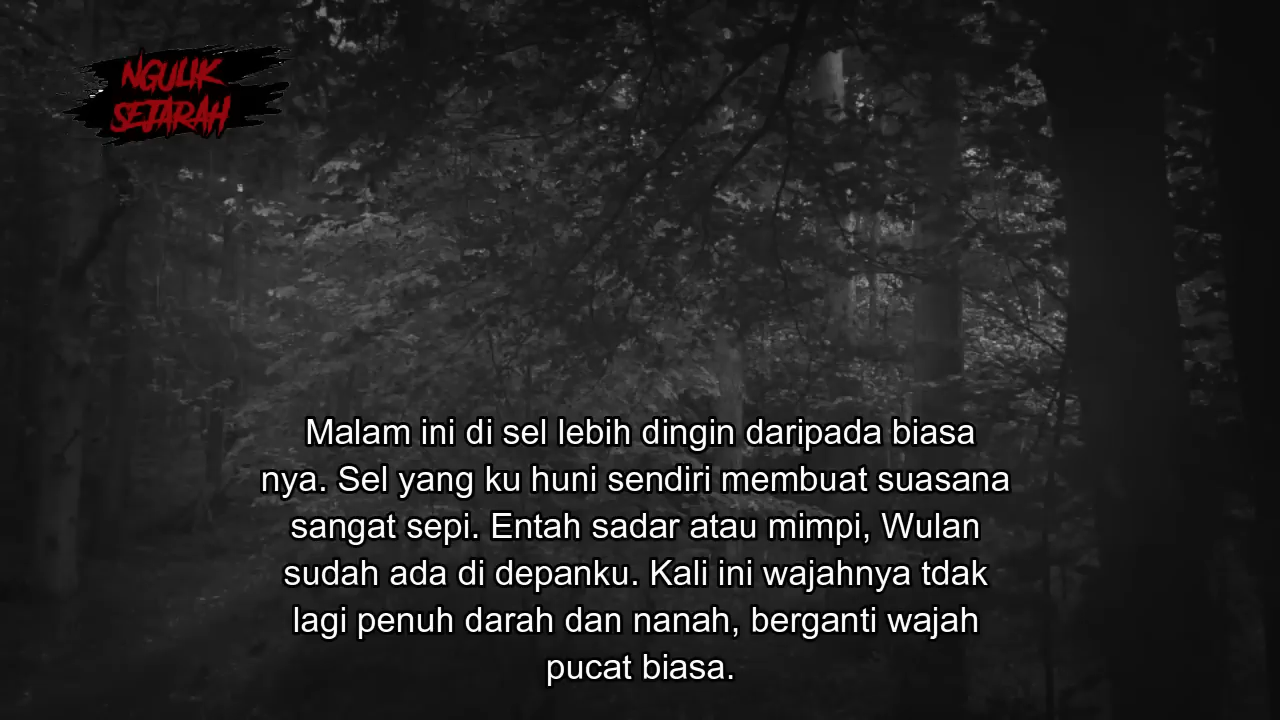 NGULIK
SEJARAH
Malam ini di sel lebih dingin daripada biasa
nya. Sel yang ku huni sendiri membuat suasana
sangat sepi. Entah sadar atau mimpi, Wulan
sudah ada di depanku. Kali ini wajahnya tdak
lagi penuh darah dan nanah, berganti wajah
pucat biasa.